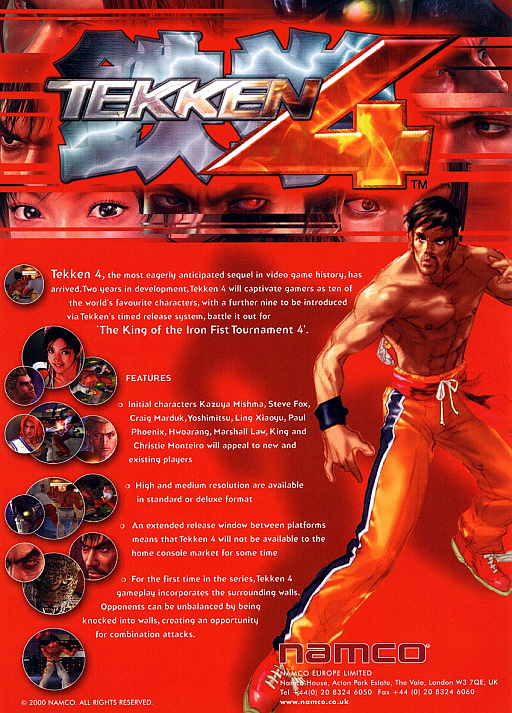 鉄拳
TEKKEN 4
TM
Tekken 4, the most eagerly anticipated sequel in video game history, has
arrived. Two years in development, Tekken 4 will captivate gamers as ten of
the world's favourite characters, with a further nine to be introduced
via Tekken's timed release system, battle it out for
'The King of the Iron Fist Tournament 4'.
FEATURES
o Initial characters Kazuya Mishma, Steve Fox,
Craig Marduk, Yoshimitsu, Ling Xiaoyu, Paul
Phoenix, Hwoarang, Marshall Law, King and
Christie Monteiro will appeal to new and
existing players
o High and medium resolution are available
in standard or deluxe format
o An extended release window between platforms
means that Tekken 4 will not be available to the
home console market for some time
o For the first time in the series, Tekken 4
gameplay incorporates the surrounding walls.
Opponents can be unbalanced by being
knocked into walls, creating an opportunity
for combination attacks.
namco®
NAMCO EUROPE LIMITED
Namco House, Acton Park Estate, The Vale, London W3 7QE, UK
Tel +44(0) 20 8324 6050 Fax +44 (0) 20 8324 6060
www.namco.co.uk
© 2000 NAMCO. ALL RIGHTS RESERVED.